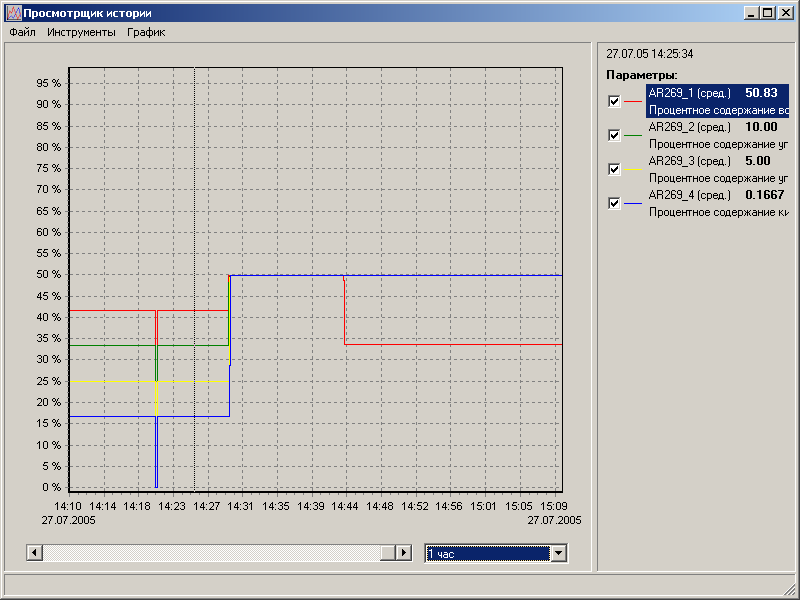 Просмотрщик истории
Файл Инструменты График
27.07.05 14:25:34
Параметры:
AR269_1 (сред.) 50.83
Процентное содержание во
AR269_2 (сред.) 10.00
Процентное содержание уг
AR269_3 (сред.) 5.00
Процентное содержание уг
AR269_4 (сред.) 0.1667
Процентное содержание ки
95 %
90 %
85 %
80 %
75 %
70 %
65 %
60 %
55 %
50 %
45 %
40 %
35 %
30 %
25 %
20 %
15 %
10 %
5 %
0 %
14:10 14:14 14:18 14:23 14:27 14:31 14:35 14:39 14:44 14:48 14:52 14:56 15:01 15:05 15:09
27.07.2005 27.07.2005
1 час